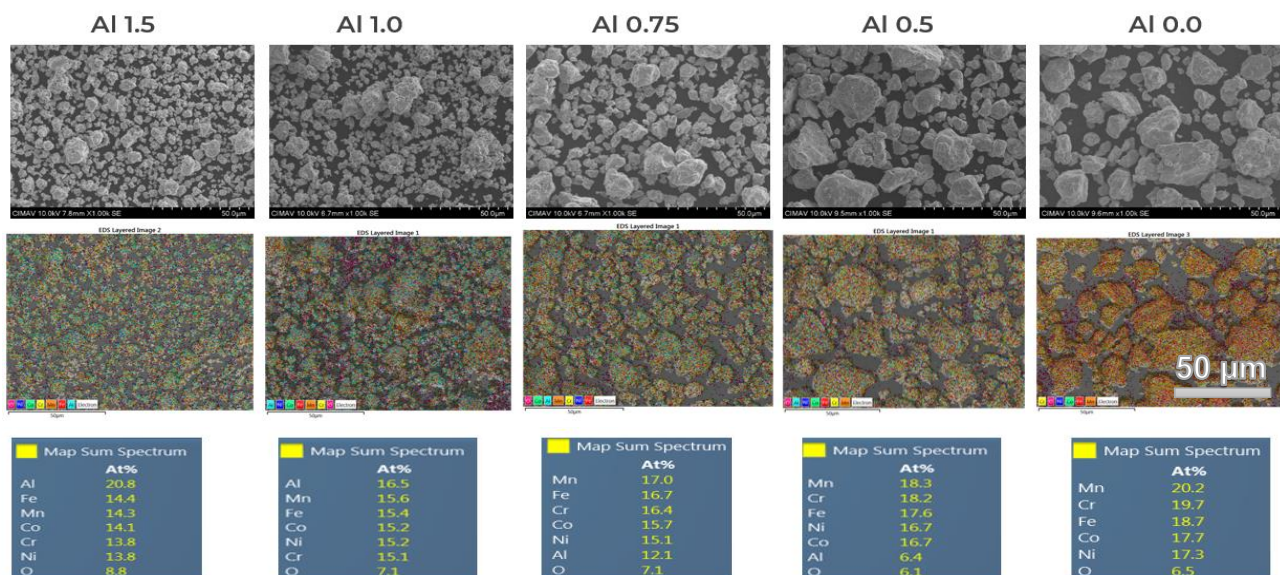 Al 1.5
Al 1.0
Al 0.75
Al 0.5
Al 0.0
CIMAV 10.0kV 7.8mm X1.00k SE 50.0µm
CIMAV 10.0kV 6.7mm x1.00k SE 50.0µm
CIMAV 10.0kV 6.7mm x1.00k SE 50.0µm
CIMAV 10.0kV 9.5mm x1.00k SE 50.0µm
CIMAV 10.0kV 9.6mm x1.00k SE 50.0µm
EDS Layered Image 2
EDS Layered Image 1
EDS Layered Image 1
EDS Layered Image 1
EDS Layered Image 3
50 µm
Electron
50µm
Electron
50µm
Electron
50µm
Electron
50µm
Electron
50µm
Map Sum Spectrum
At%
Al 20.8
Fe 14.4
Mn 14.3
Co 14.1
Cr 13.8
Ni 13.8
O 8.8
Map Sum Spectrum
At%
Al 16.5
Mn 15.6
Fe 15.4
Co 15.2
Ni 15.2
Cr 15.1
O 7.1
Map Sum Spectrum
At%
Mn 17.0
Fe 16.7
Cr 16.4
Co 15.7
Ni 15.1
Al 12.1
O 7.1
Map Sum Spectrum
At%
Mn 18.3
Cr 18.2
Fe 17.6
Ni 16.7
Co 16.7
Al 6.4
O 6.1
Map Sum Spectrum
At%
Mn 20.2
Cr 19.7
Fe 18.7
Co 17.7
Ni 17.3
O 6.5